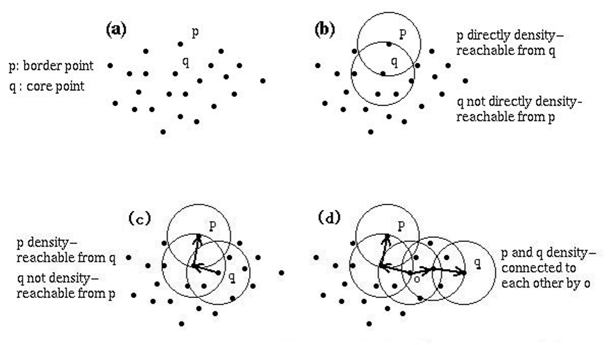 (a)
p
q
p: border point
q : core point
(b)
p
q
p directly density–
reachable from q
q not directly density-
reachable from p
(c)
p
q
p density–
reachable from q
q not density–
reachable from p
(d)
p
q
o
p and q density–
connected to
each other by o